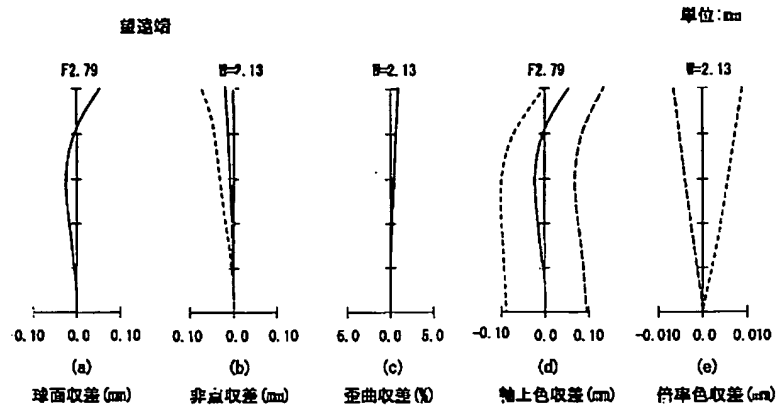 望遠端
単位:mm
F2.79
W=2.13
W=2.13
F2.79
W=2.13
-0.10 0.0 0.10
-0.10 0.0 0.10
-5.0 0.0 5.0
-0.10 0.0 0.10
-0.010 0.0 0.010
(a)
(b)
(c)
(d)
(e)
球面収差(mm)
非点収差(mm)
歪曲収差(%)
軸上色収差(mm)
倍率色収差(mm)